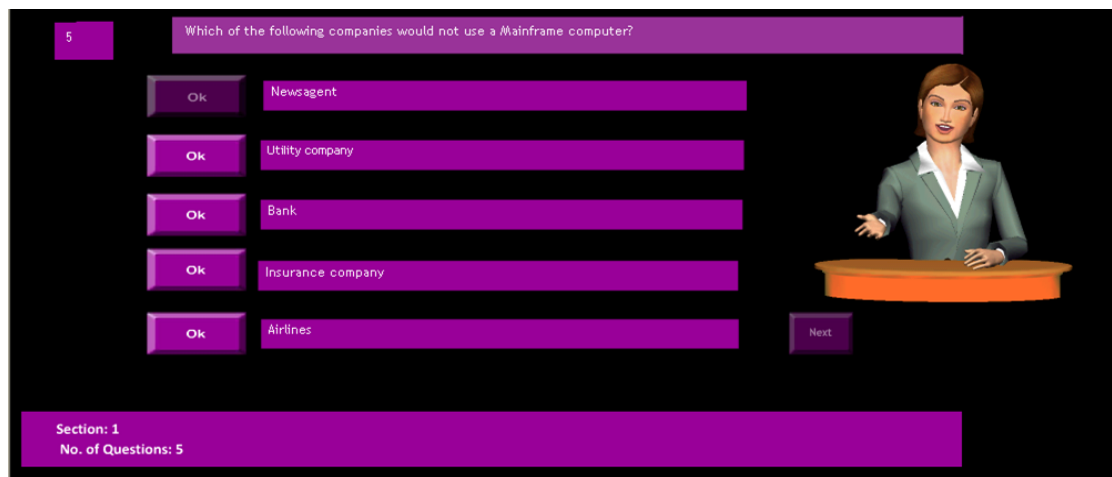 5
Which of the following companies would not use a Mainframe computer?
Ok
Newsagent
Ok
Utility company
Ok
Bank
Ok
Insurance company
Ok
Airlines
Next
Section: 1
No. of Questions: 5